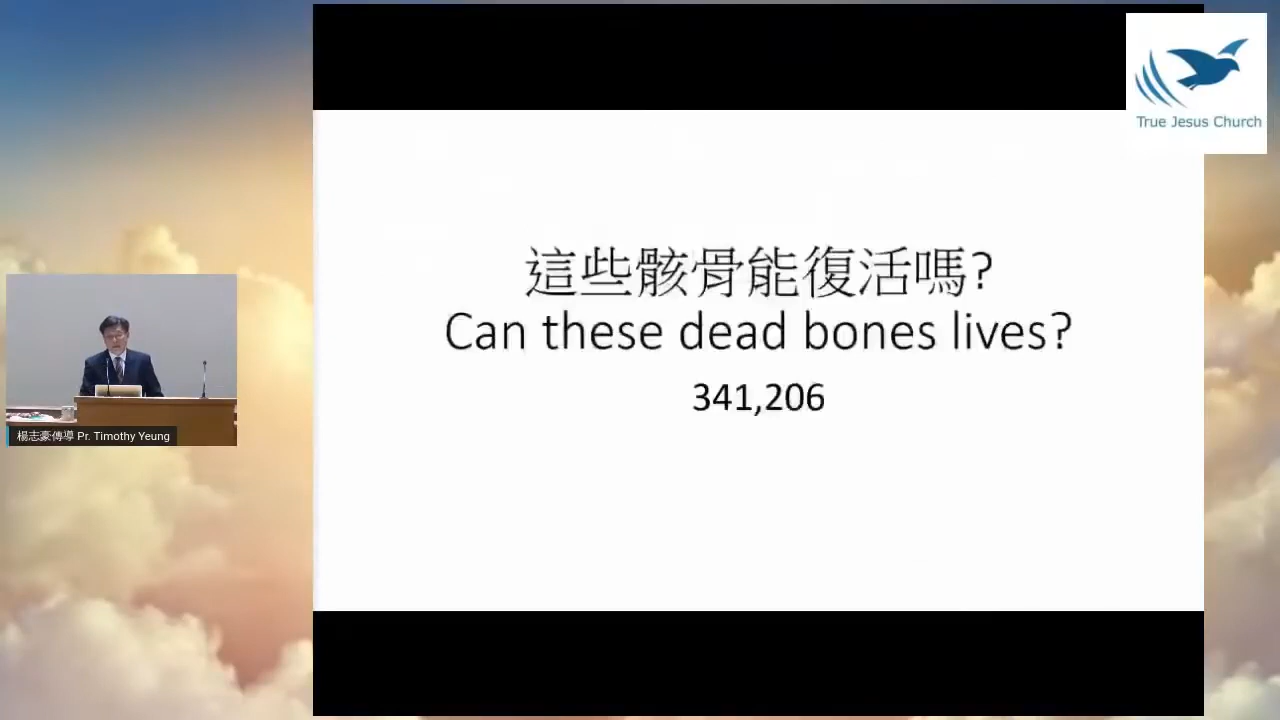 True Jesus Church
這些骸骨能復活嗎?
Can these dead bones lives?
341,206
楊志豪傳導 Pr. Timothy Yeung